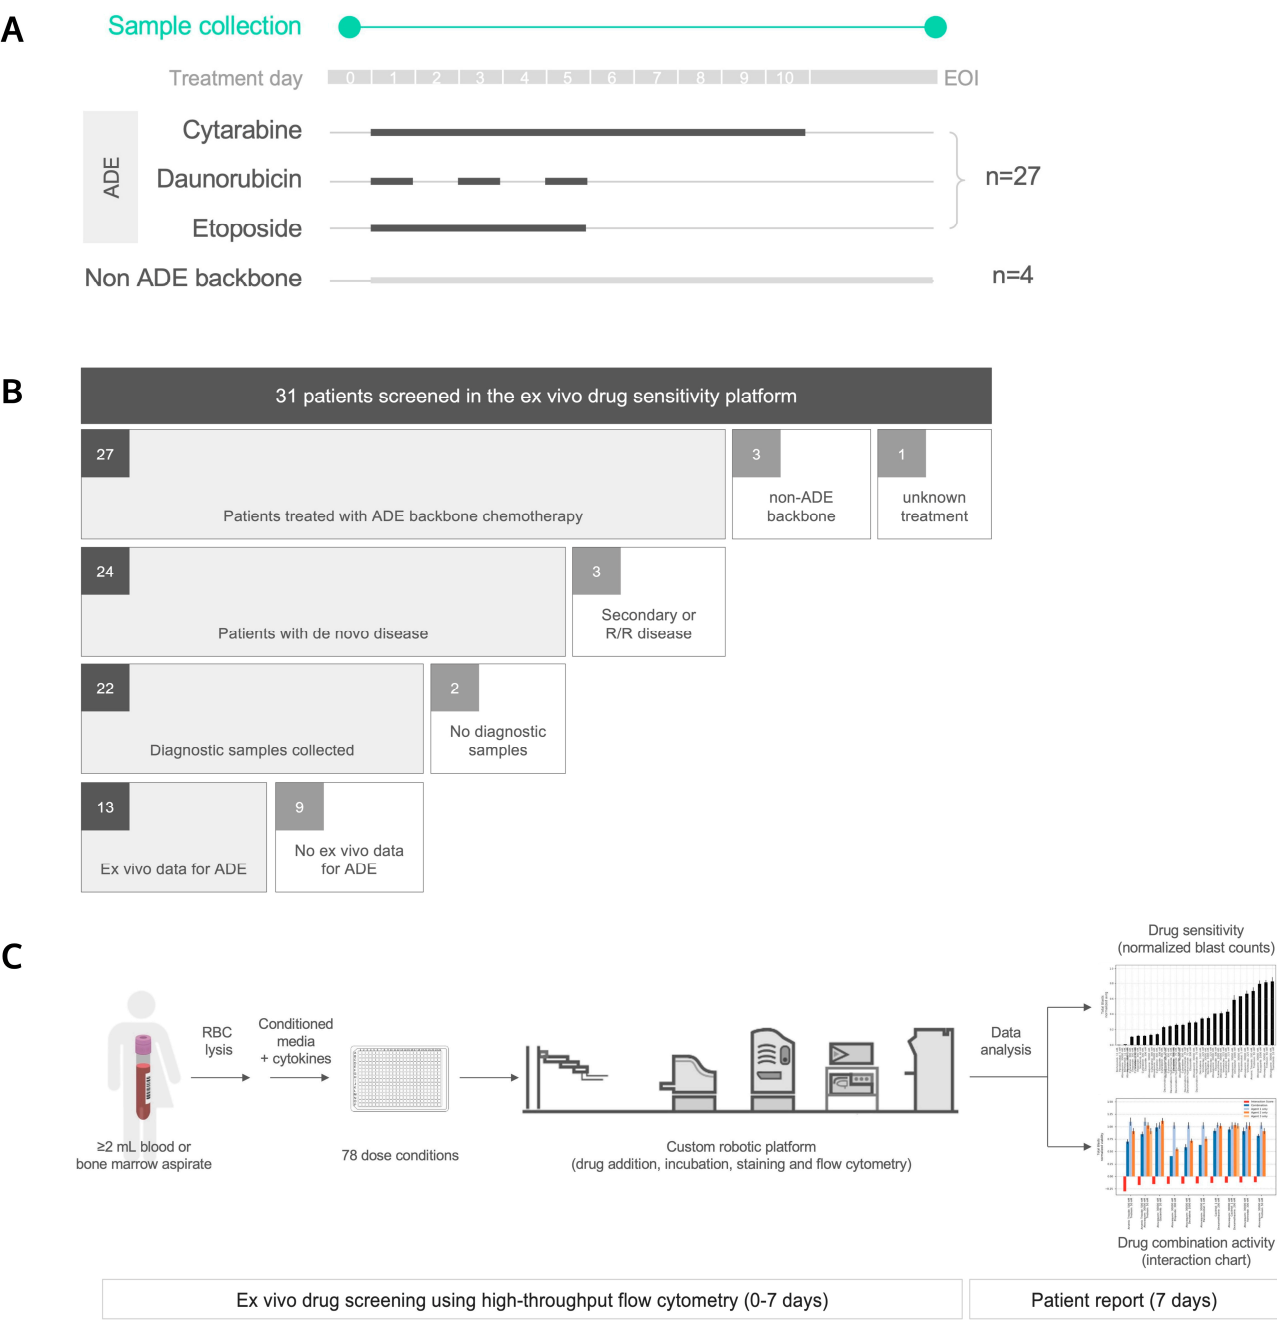 A
Sample collection
Treatment day
0 1 2 3 4 5 6 7 8 9 10
EOI
ADE
Cytarabine
Daunorubicin
Etoposide
n=27
Non ADE backbone
n=4
B
31 patients screened in the ex vivo drug sensitivity platform
27
Patients treated with ADE backbone chemotherapy
3
non-ADE
backbone
1
unknown
treatment
24
Patients with de novo disease
3
Secondary or
R/R disease
22
Diagnostic samples collected
2
No diagnostic
samples
13
Ex vivo data for ADE
9
No ex vivo data
for ADE
C
≥2 mL blood or
bone marrow aspirate
RBC
lysis
Conditioned
media
+ cytokines
78 dose conditions
Custom robotic platform
(drug addition, incubation, staining and flow cytometry)
Data
analysis
Drug sensitivity
(normalized blast counts)
Drug combination activity
(interaction chart)
Ex vivo drug screening using high-throughput flow cytometry (0-7 days)
Patient report (7 days)